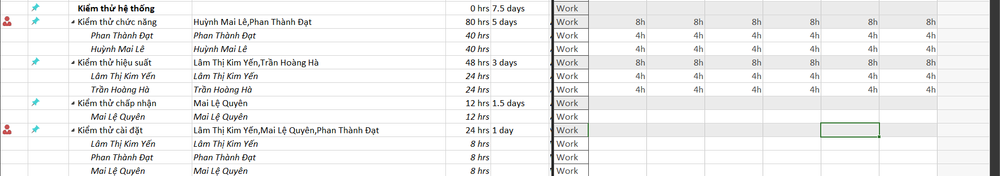 Kiểm thử hệ thống 0 hrs 7.5 days Work
Kiểm thử chức năng Huỳnh Mai Lê,Phan Thành Đạt 80 hrs 5 days Work 8h 8h 8h 8h 8h 8h
Phan Thành Đạt Phan Thành Đạt 40 hrs Work 4h 4h 4h 4h 4h 4h
Huỳnh Mai Lê Huỳnh Mai Lê 40 hrs Work 4h 4h 4h 4h 4h 4h
Kiểm thử hiệu suất Lâm Thị Kim Yến,Trần Hoàng Hà 48 hrs 3 days Work 8h 8h 8h 8h 8h 8h
Lâm Thị Kim Yến Lâm Thị Kim Yến 24 hrs Work 4h 4h 4h 4h 4h 4h
Trần Hoàng Hà Trần Hoàng Hà 24 hrs Work 4h 4h 4h 4h 4h 4h
Kiểm thử chấp nhận Mai Lệ Quyên 12 hrs 1.5 days Work
Mai Lệ Quyên Mai Lệ Quyên 12 hrs Work
Kiểm thử cài đặt Lâm Thị Kim Yến,Mai Lệ Quyên,Phan Thành Đạt 24 hrs 1 day Work
Lâm Thị Kim Yến Lâm Thị Kim Yến 8 hrs Work
Phan Thành Đạt Phan Thành Đạt 8 hrs Work
Mai Lệ Quyên Mai Lệ Quyên 8 hrs Work